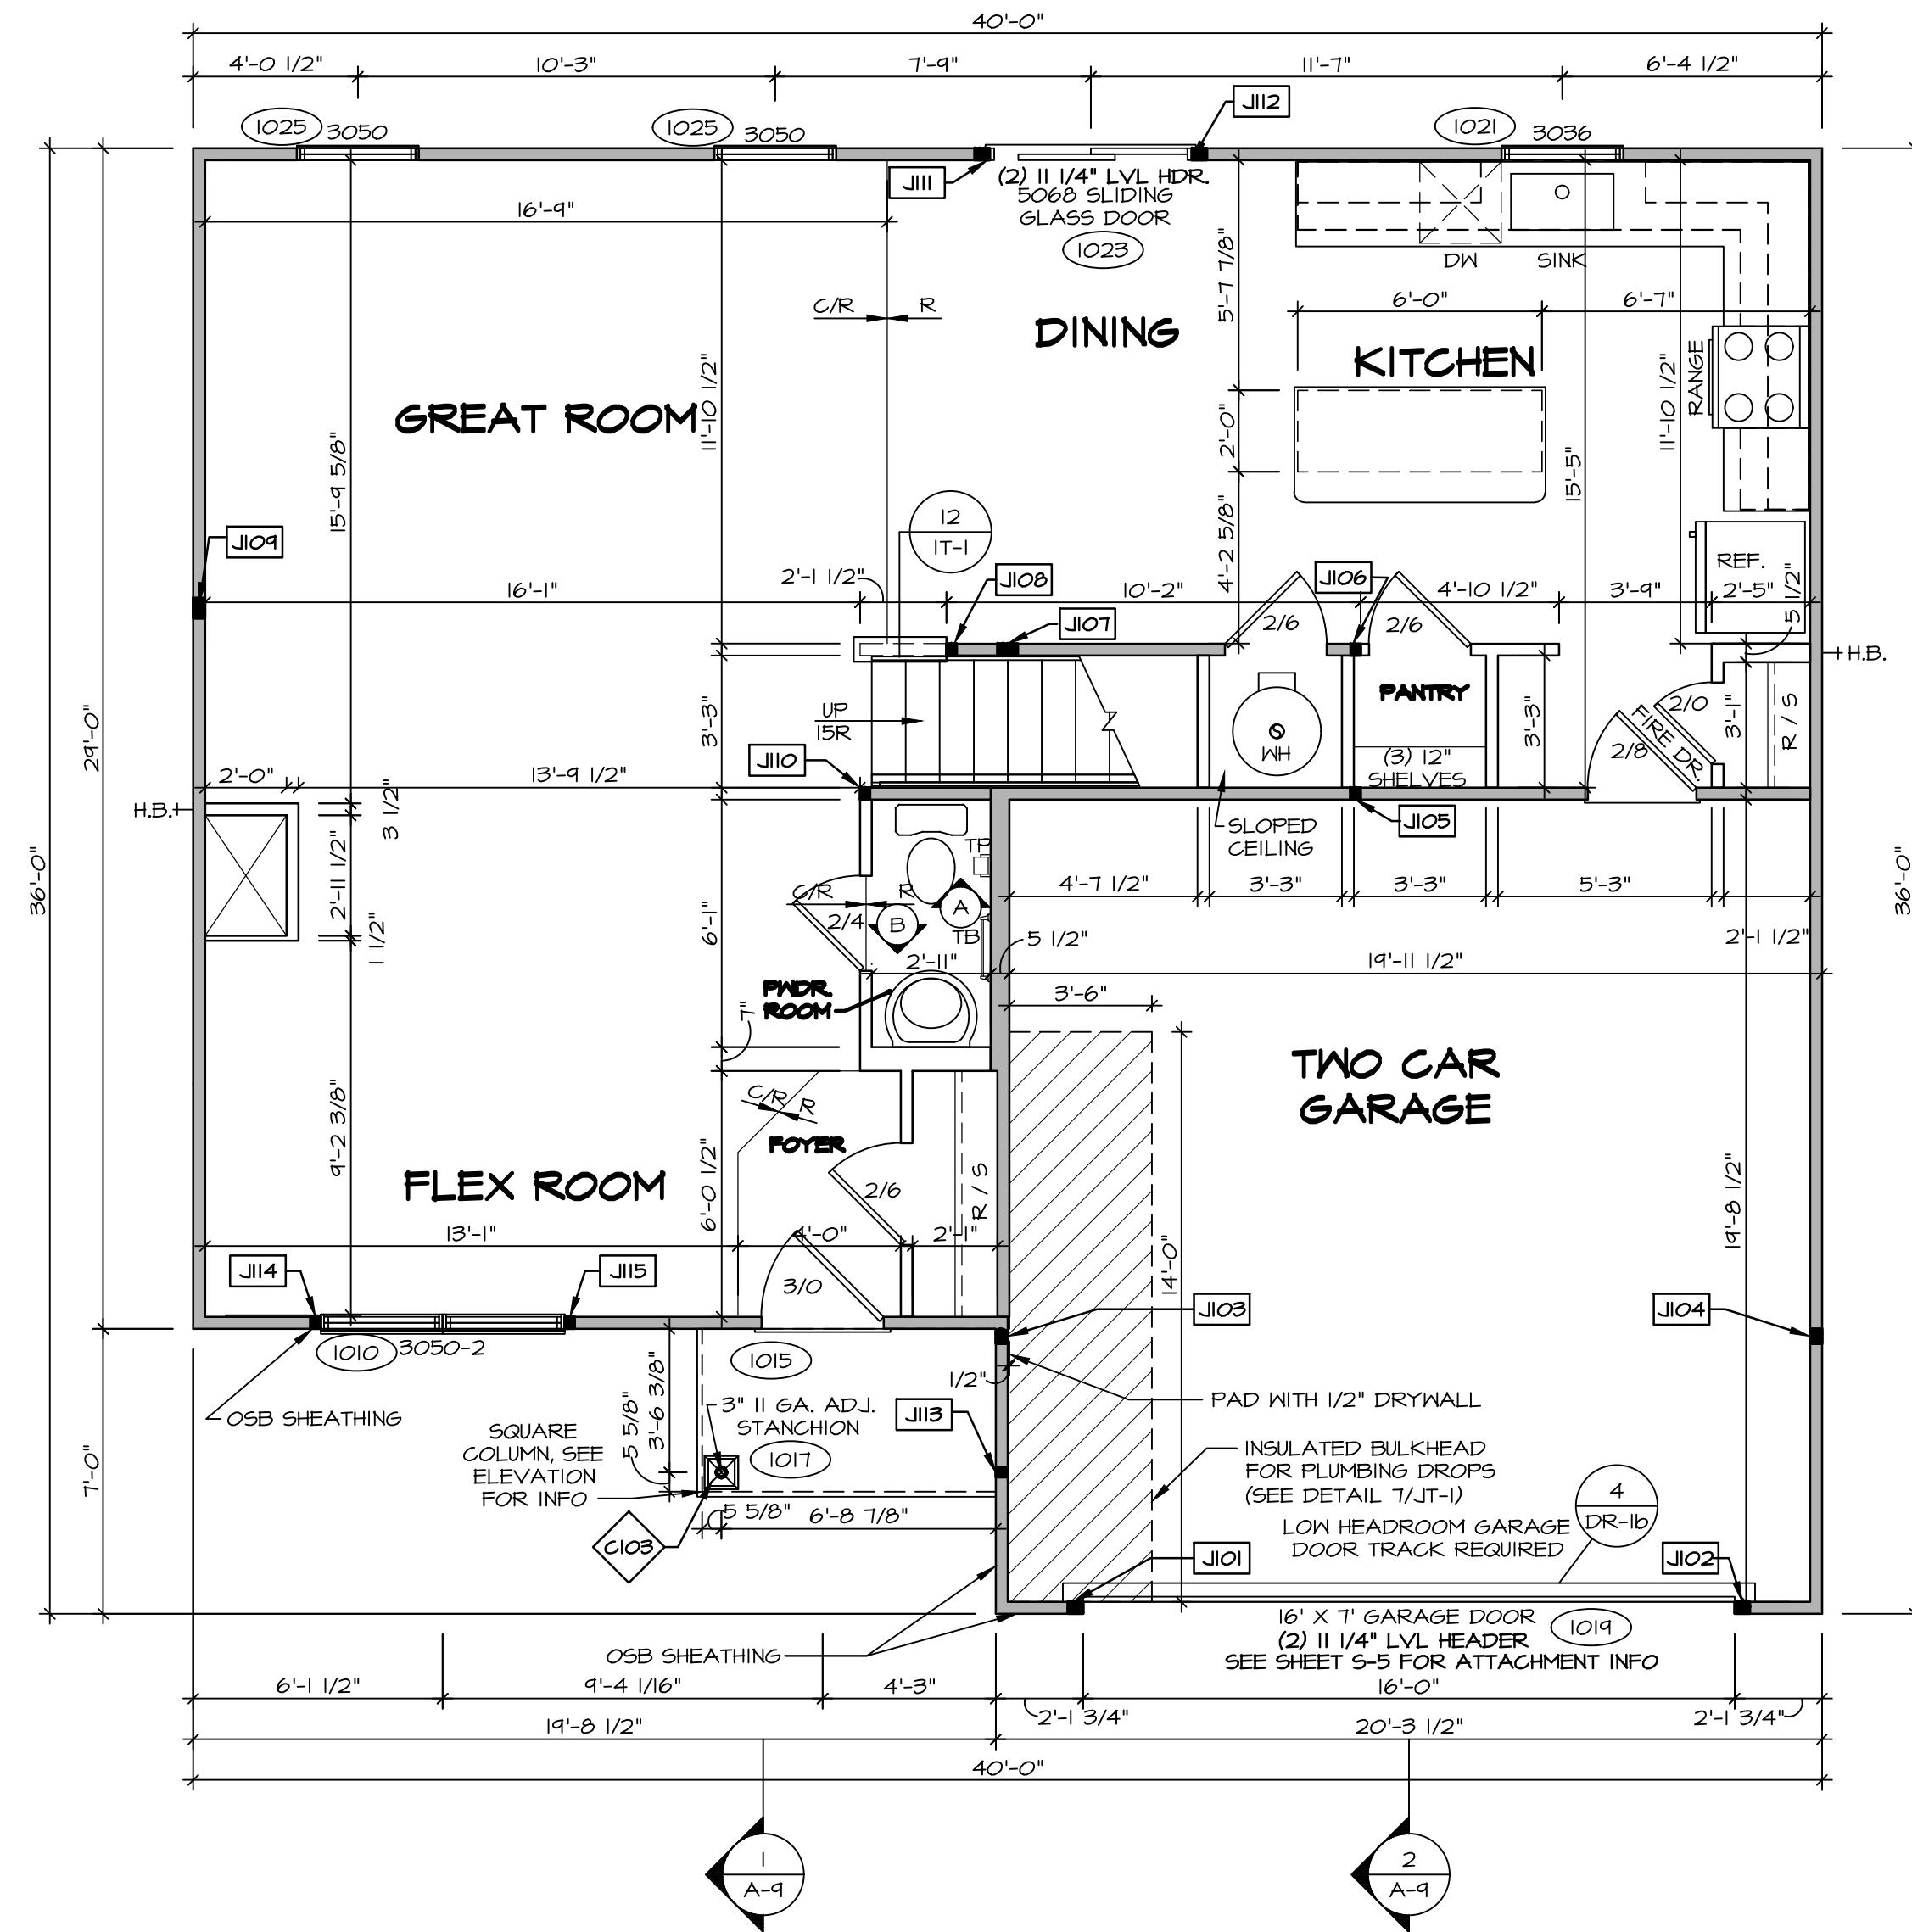 40'-0"
4'-0 1/2"
10'-3"
7'-9"
11'-7"
6'-4 1/2"
1025
3050
1025
3050
J112
1021
3036
J111
(2) 11 1/4" LVL HDR.
5068 SLIDING
GLASS DOOR
1023
16'-9"
DW
SINK
5'-7 7/8"
C/R
R
DINING
6'-0"
6'-7"
KITCHEN
RANGE
GREAT ROOM
11'-10 1/2"
11'-10 1/2"
15'-9 5/8"
2'-0"
15'-5"
12
1T-1
J109
4'-2 5/8"
REF.
J108
J106
2'-1 1/2"
16'-1"
10'-2"
4'-10 1/2"
3'-9"
2'-5"
5 1/2"
J107
2/6
2/6
H.B.
PANTRY
2/0
FIRE DR.
2/8
R / S
3'-1"
UP
15R
3'-3"
3'-3"
WH
(3) 12"
SHELVES
29'-0"
J110
2'-0"
13'-9 1/2"
H.B.
3 1/2"
SLOPED
CEILING
J105
TP
2'-11 1/2"
1 1/2"
36'-0"
36'-0"
4'-7 1/2"
3'-3"
3'-3"
5'-3"
C/R
R
2/4
B
A
TB
6'-1"
5 1/2"
2'-1 1/2"
2'-11"
19'-11 1/2"
PWDR.
ROOM
3'-6"
7"
TWO CAR
GARAGE
C/R
R
FOYER
9'-2 3/8"
FLEX ROOM
6'-0 1/2"
2/6
R / S
19'-8 1/2"
13'-1"
4'-0"
2'-1"
14'-0"
J114
J115
3/0
J103
J104
1010
3050-2
1015
1/2"
PAD WITH 1/2" DRYWALL
OSB SHEATHING
3'-6 3/8"
5 5/8"
3" 11 GA. ADJ.
STANCHION
1017
J113
SQUARE
COLUMN, SEE
ELEVATION
FOR INFO
INSULATED BULKHEAD
FOR PLUMBING DROPS
(SEE DETAIL 7/JT-1)
7'-0"
4
DR-1b
5 5/8"
6'-8 7/8"
LOW HEADROOM GARAGE
DOOR TRACK REQUIRED
C103
J101
J102
16' X 7' GARAGE DOOR
1019
(2) 11 1/4" LVL HEADER
SEE SHEET S-5 FOR ATTACHMENT INFO
OSB SHEATHING
6'-1 1/2"
9'-4 1/16"
4'-3"
16'-0"
2'-1 3/4"
2'-1 3/4"
19'-8 1/2"
20'-3 1/2"
40'-0"
1
A-9
2
A-9